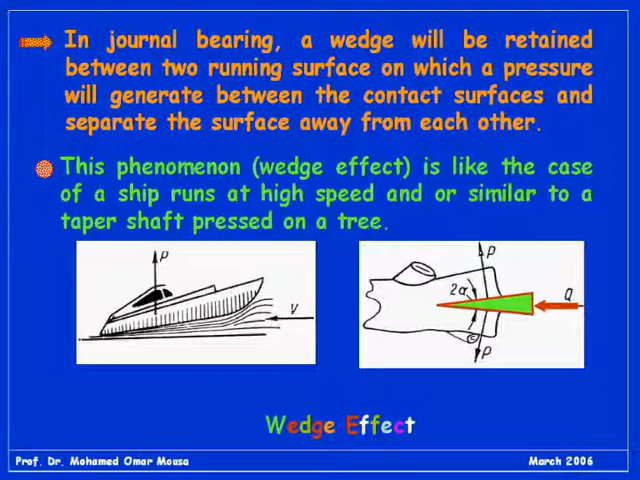 In journal bearing, a wedge will be retained
between two running surface on which a pressure
will generate between the contact surfaces and
separate the surface away from each other.
This phenomenon (wedge effect) is like the case
of a ship runs at high speed and or similar to a
taper shaft pressed on a tree.
P
V
P
2α
Q
P
Wedge Effect
Prof. Dr. Mohamed Omar Mousa
March 2006